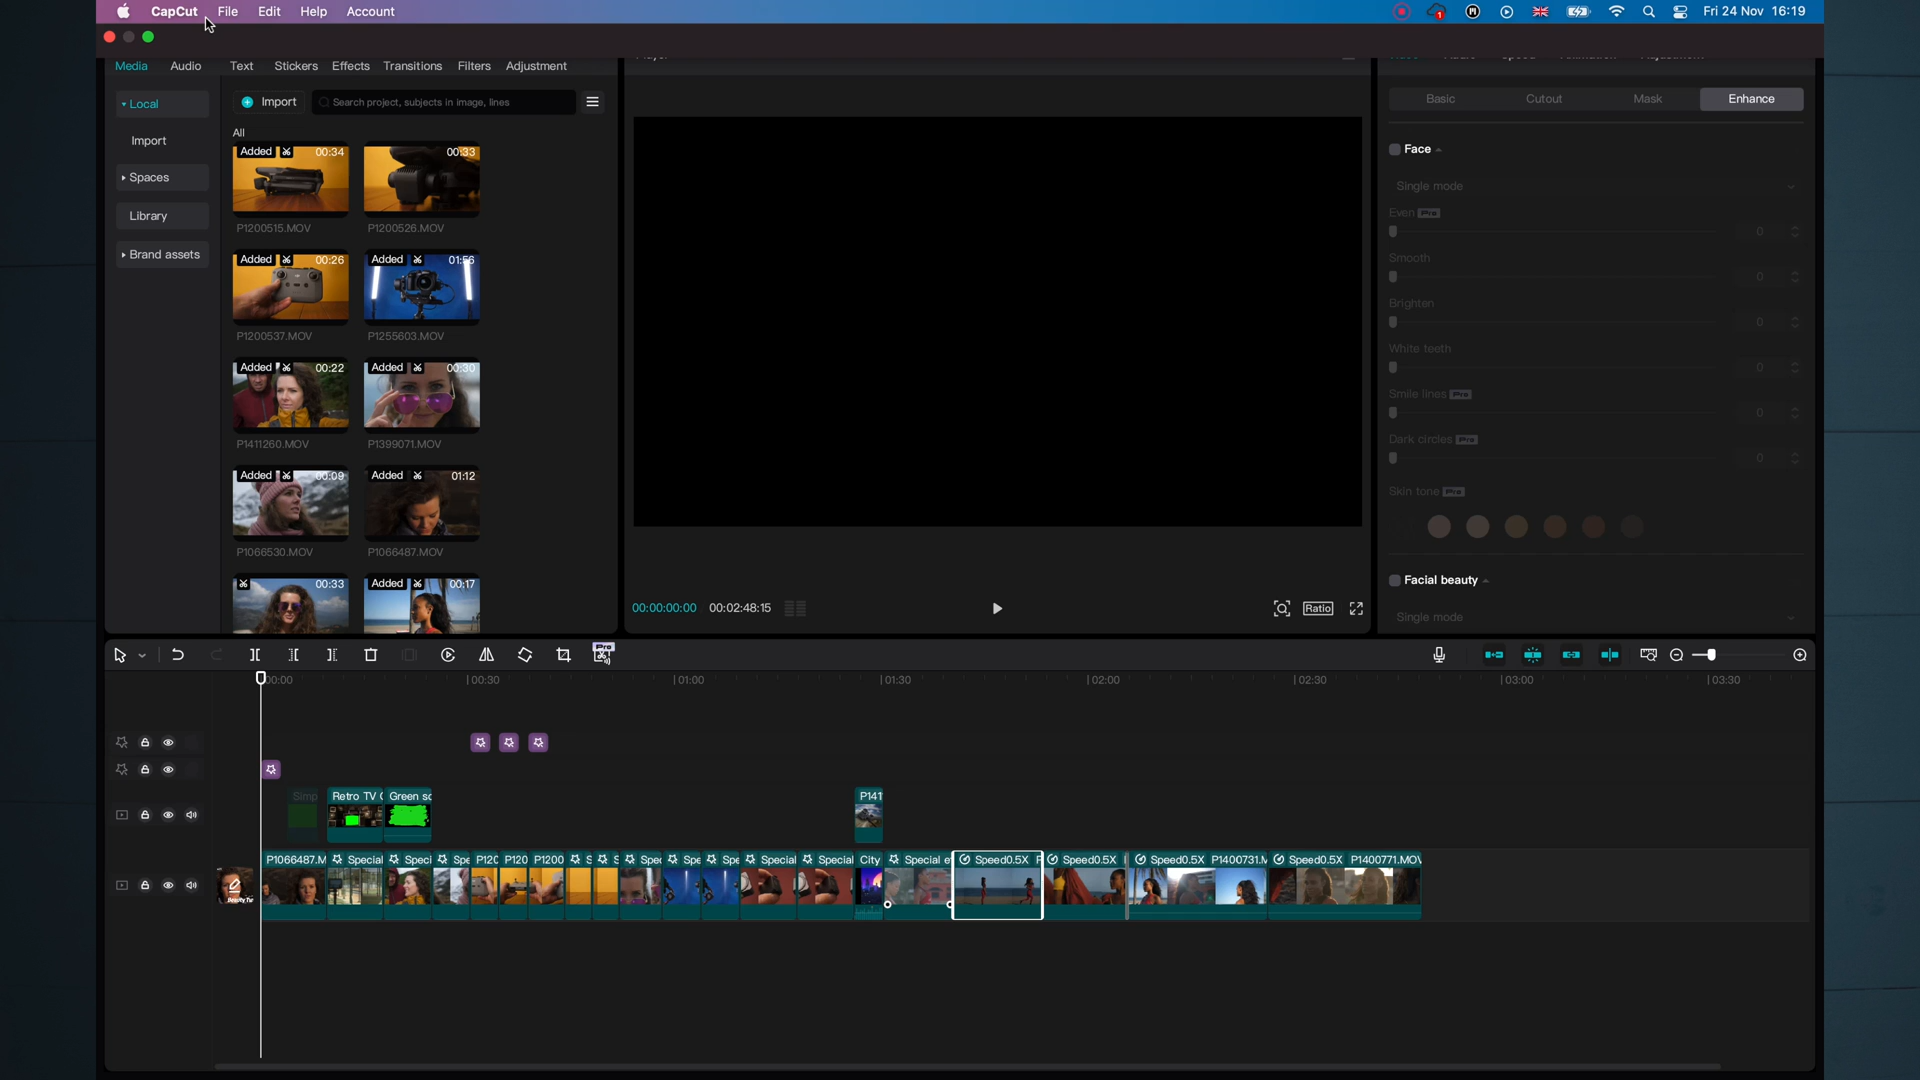 CapCut File Edit Help Account
Fri 24 Nov 16:19
Media Audio Text Stickers Effects Transitions Filters Adjustment
Local
Import
Spaces
Library
Brand assets
Import
Search project, subjects in image, lines
All
Added 00:34
00:33
P1200515.MOV
P1200526.MOV
Added 00:26
Added 01:56
P1200537.MOV
P1255603.MOV
Added 00:22
Added 00:30
P1411260.MOV
P1399071.MOV
Added 00:09
Added 01:12
P1066530.MOV
P1066487.MOV
00:33
Added 00:17
00:00:00:00 00:02:48:15
Ratio
Basic Cutout Mask Enhance
Face
Single mode
Even Pro
0
Smooth
0
Brighten
0
White teeth
0
Smile lines Pro
0
Dark circles Pro
0
Skin tone Pro
Facial beauty
Single mode
Pro
00:00 00:30 01:00 01:30 02:00 02:30 03:00 03:30
Simp Retro TV Green sc P141
P1066487.M Special Speci Spe P120 P120 P1200 S S Spec Spe Spe Special Special City Special e Speed0.5X Speed0.5X Speed0.5X P1400731.M Speed0.5X P1400771.MOV